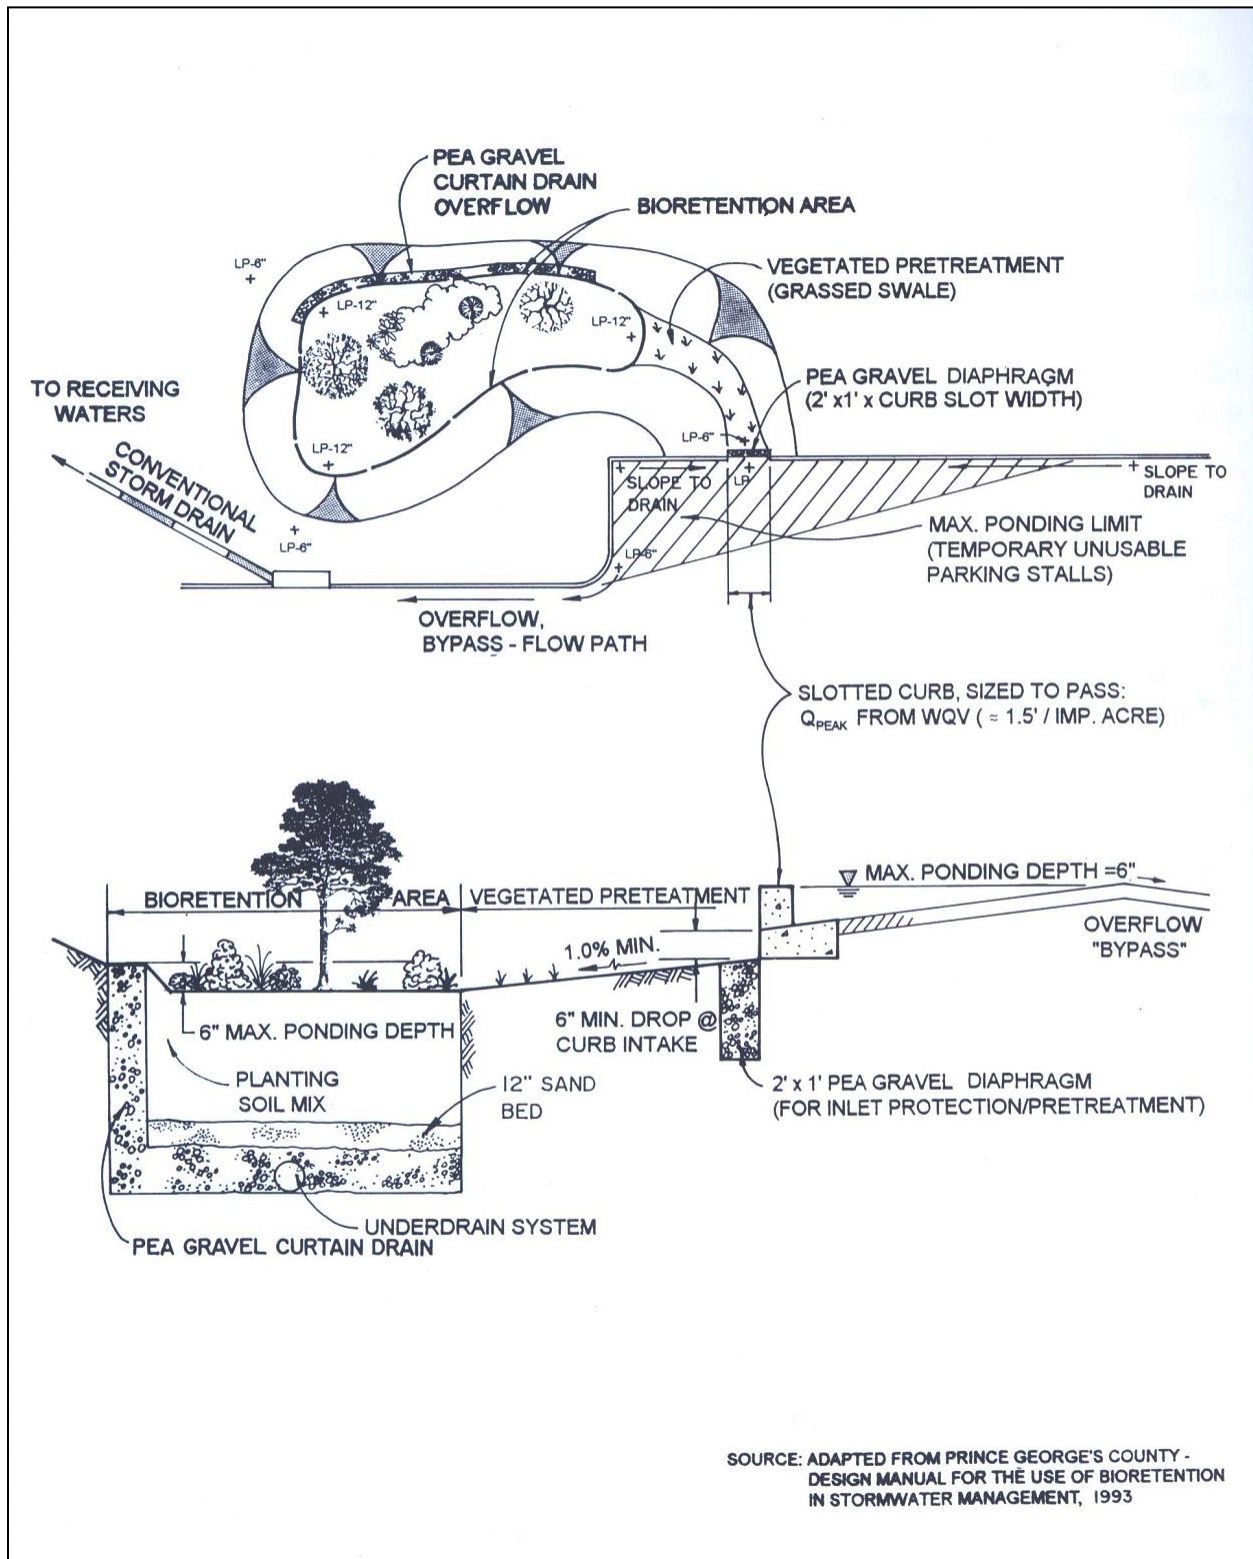 PEA GRAVEL
CURTAIN DRAIN
OVERFLOW
BIORETENTION AREA
LP-6"
VEGETATED PRETREATMENT
(GRASSED SWALE)
LP-12"
LP-12"
PEA GRAVEL DIAPHRAGM
(2' x1' x CURB SLOT WIDTH)
TO RECEIVING
WATERS
LP-6"
LP-12"
CONVENTIONAL
STORM DRAIN
SLOPE TO
DRAIN
LP
SLOPE TO
DRAIN
MAX. PONDING LIMIT
(TEMPORARY UNUSABLE
PARKING STALLS)
LP-6"
LP-6"
OVERFLOW,
BYPASS - FLOW PATH
SLOTTED CURB, SIZED TO PASS:
QPEAK FROM WQV ( ≈ 1.5' / IMP. ACRE)
MAX. PONDING DEPTH =6"
BIORETENTION AREA
VEGETATED PRETEATMENT
OVERFLOW
"BYPASS"
1.0% MIN.
6" MAX. PONDING DEPTH
6" MIN. DROP @
CURB INTAKE
PLANTING
SOIL MIX
12" SAND
BED
2' x 1' PEA GRAVEL DIAPHRAGM
(FOR INLET PROTECTION/PRETREATMENT)
UNDERDRAIN SYSTEM
PEA GRAVEL CURTAIN DRAIN
SOURCE: ADAPTED FROM PRINCE GEORGE'S COUNTY -
DESIGN MANUAL FOR THE USE OF BIORETENTION
IN STORMWATER MANAGEMENT, 1993